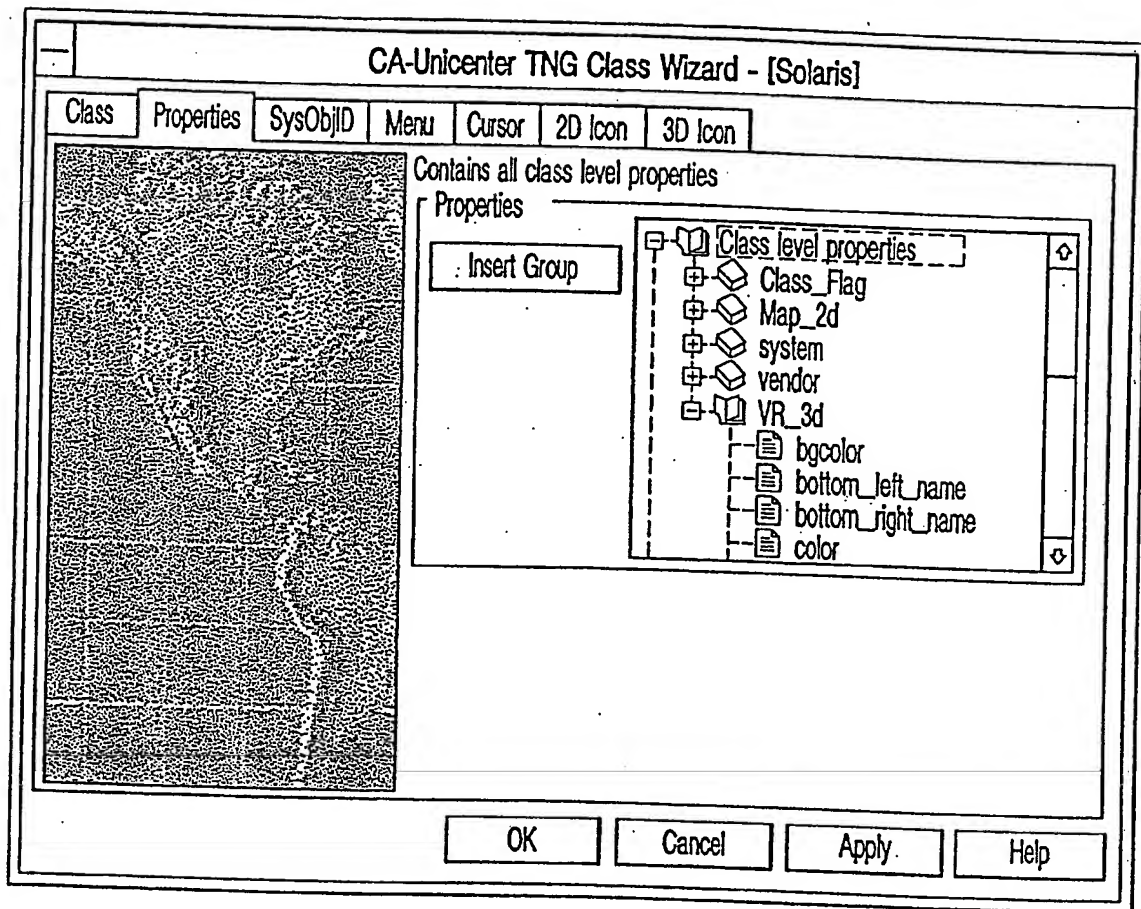 CA-Unicenter TNG Class Wizard - [Solaris]
Class Properties SysObjID Menu Cursor 2D Icon 3D Icon
Contains all class level properties
Properties
Insert Group
Class level properties
Class_Flag
Map_2d
system
vendor
VR_3d
bgcolor
bottom_left_name
bottom_right_name
color
OK Cancel Apply Help